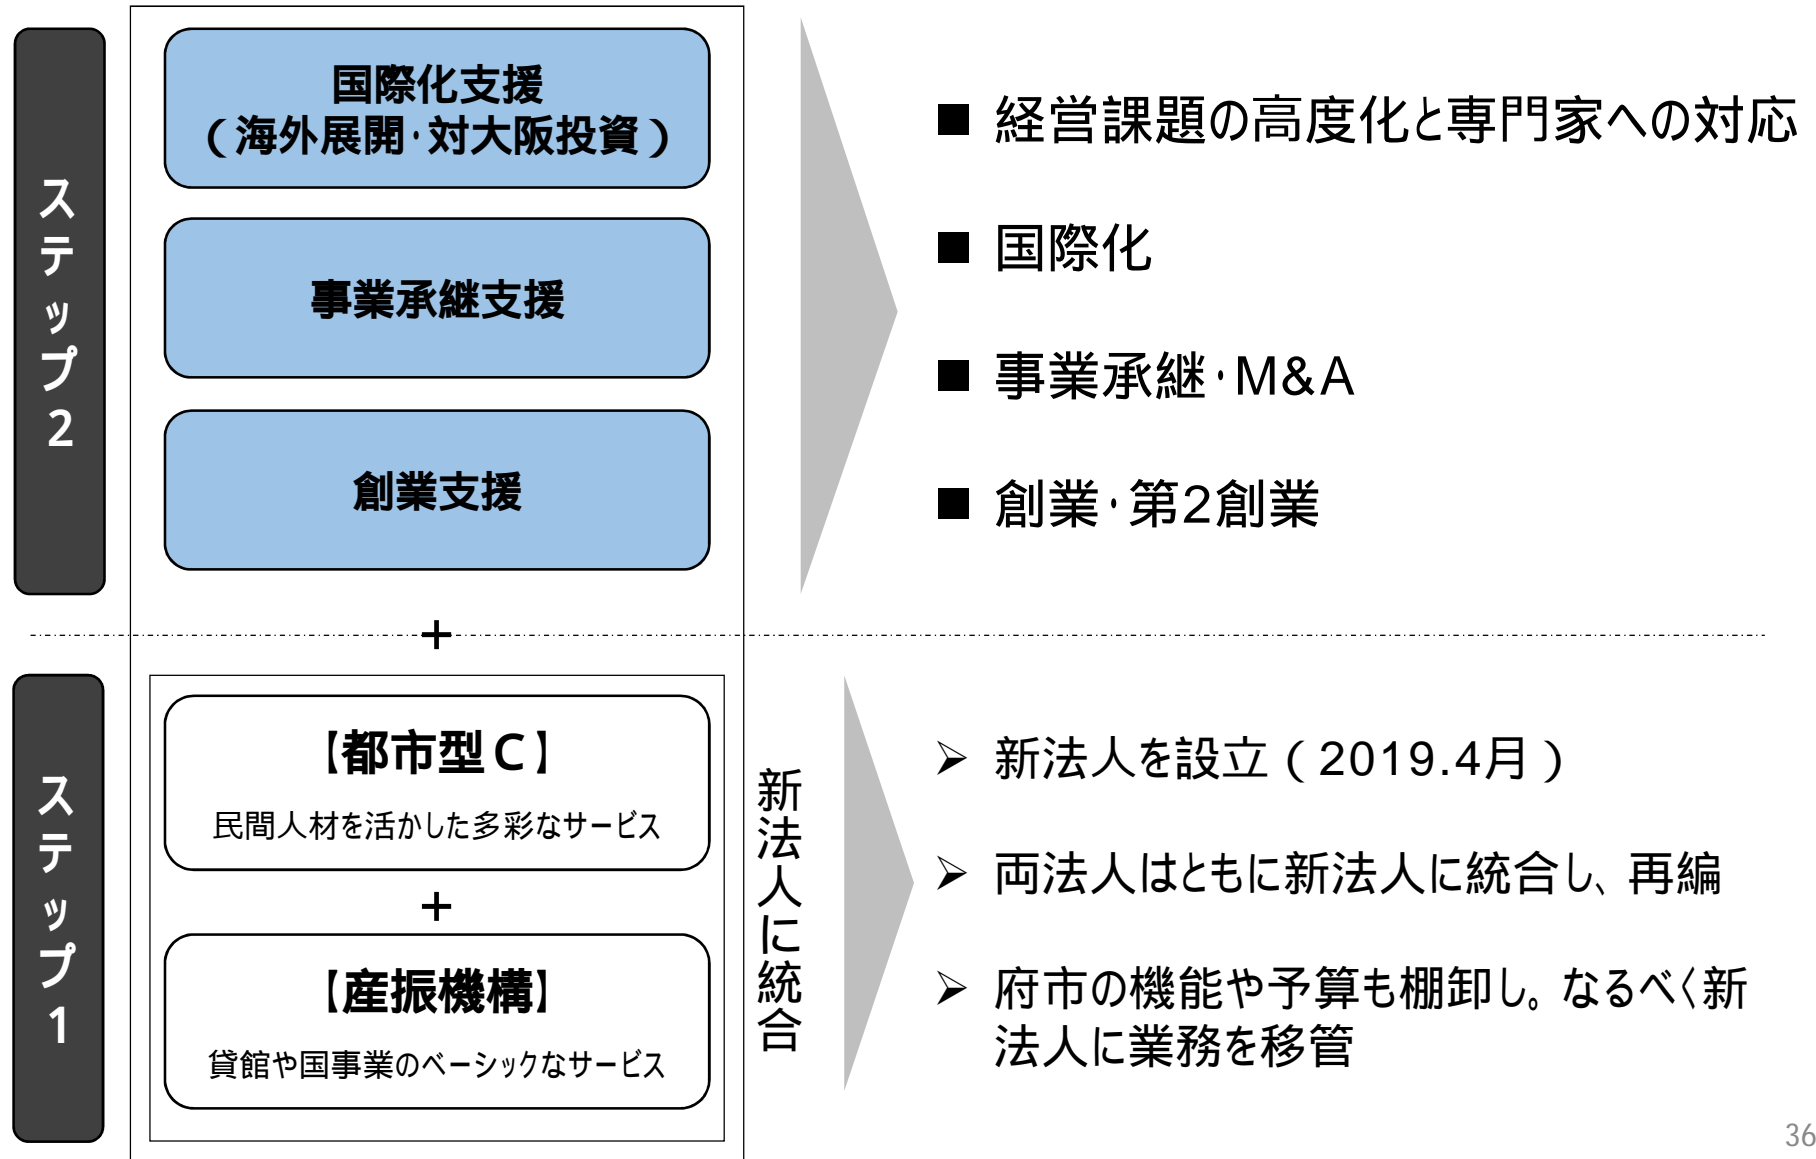 ステップ2
国際化支援
（海外展開･対大阪投資）
事業承継支援
創業支援
■ 経営課題の高度化と専門家への対応
■ 国際化
■ 事業承継･M&A
■ 創業･第2創業
+
ステップ1
【都市型C】
民間人材を活かした多彩なサービス
+
【産振機構】
貸館や国事業のベーシックなサービス
新法人に統合
➢ 新法人を設立（2019.4月）
➢ 両法人はともに新法人に統合し、再編
➢ 府市の機能や予算も棚卸し。なるべく新
法人に業務を移管
36